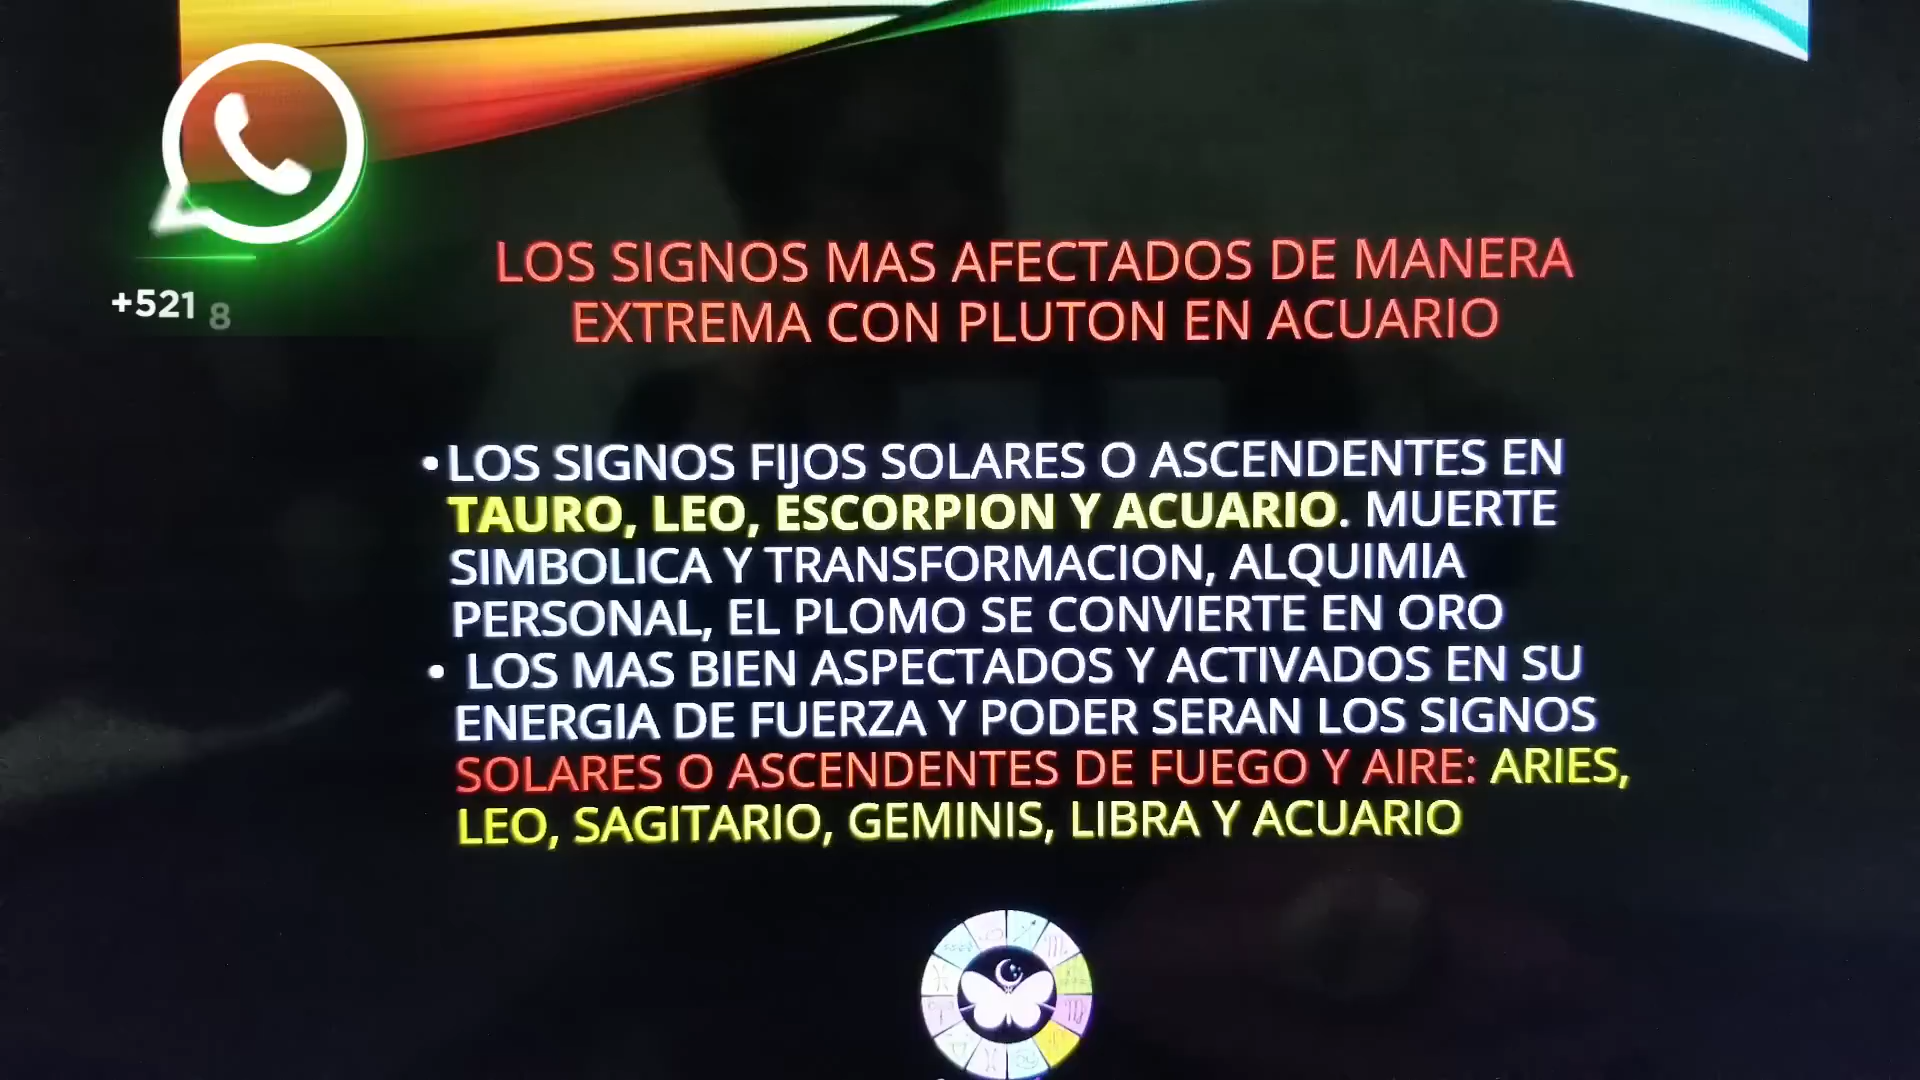 LOS SIGNOS MAS AFECTADOS DE MANERA
EXTREMA CON PLUTON EN ACUARIO
+521 8
•LOS SIGNOS FIJOS SOLARES O ASCENDENTES EN
TAURO, LEO, ESCORPION Y ACUARIO. MUERTE
SIMBOLICA Y TRANSFORMACION, ALQUIMIA
PERSONAL, EL PLOMO SE CONVIERTE EN ORO
• LOS MAS BIEN ASPECTADOS Y ACTIVADOS EN SU
ENERGIA DE FUERZA Y PODER SERAN LOS SIGNOS
SOLARES O ASCENDENTES DE FUEGO Y AIRE: ARIES,
LEO, SAGITARIO, GEMINIS, LIBRA Y ACUARIO